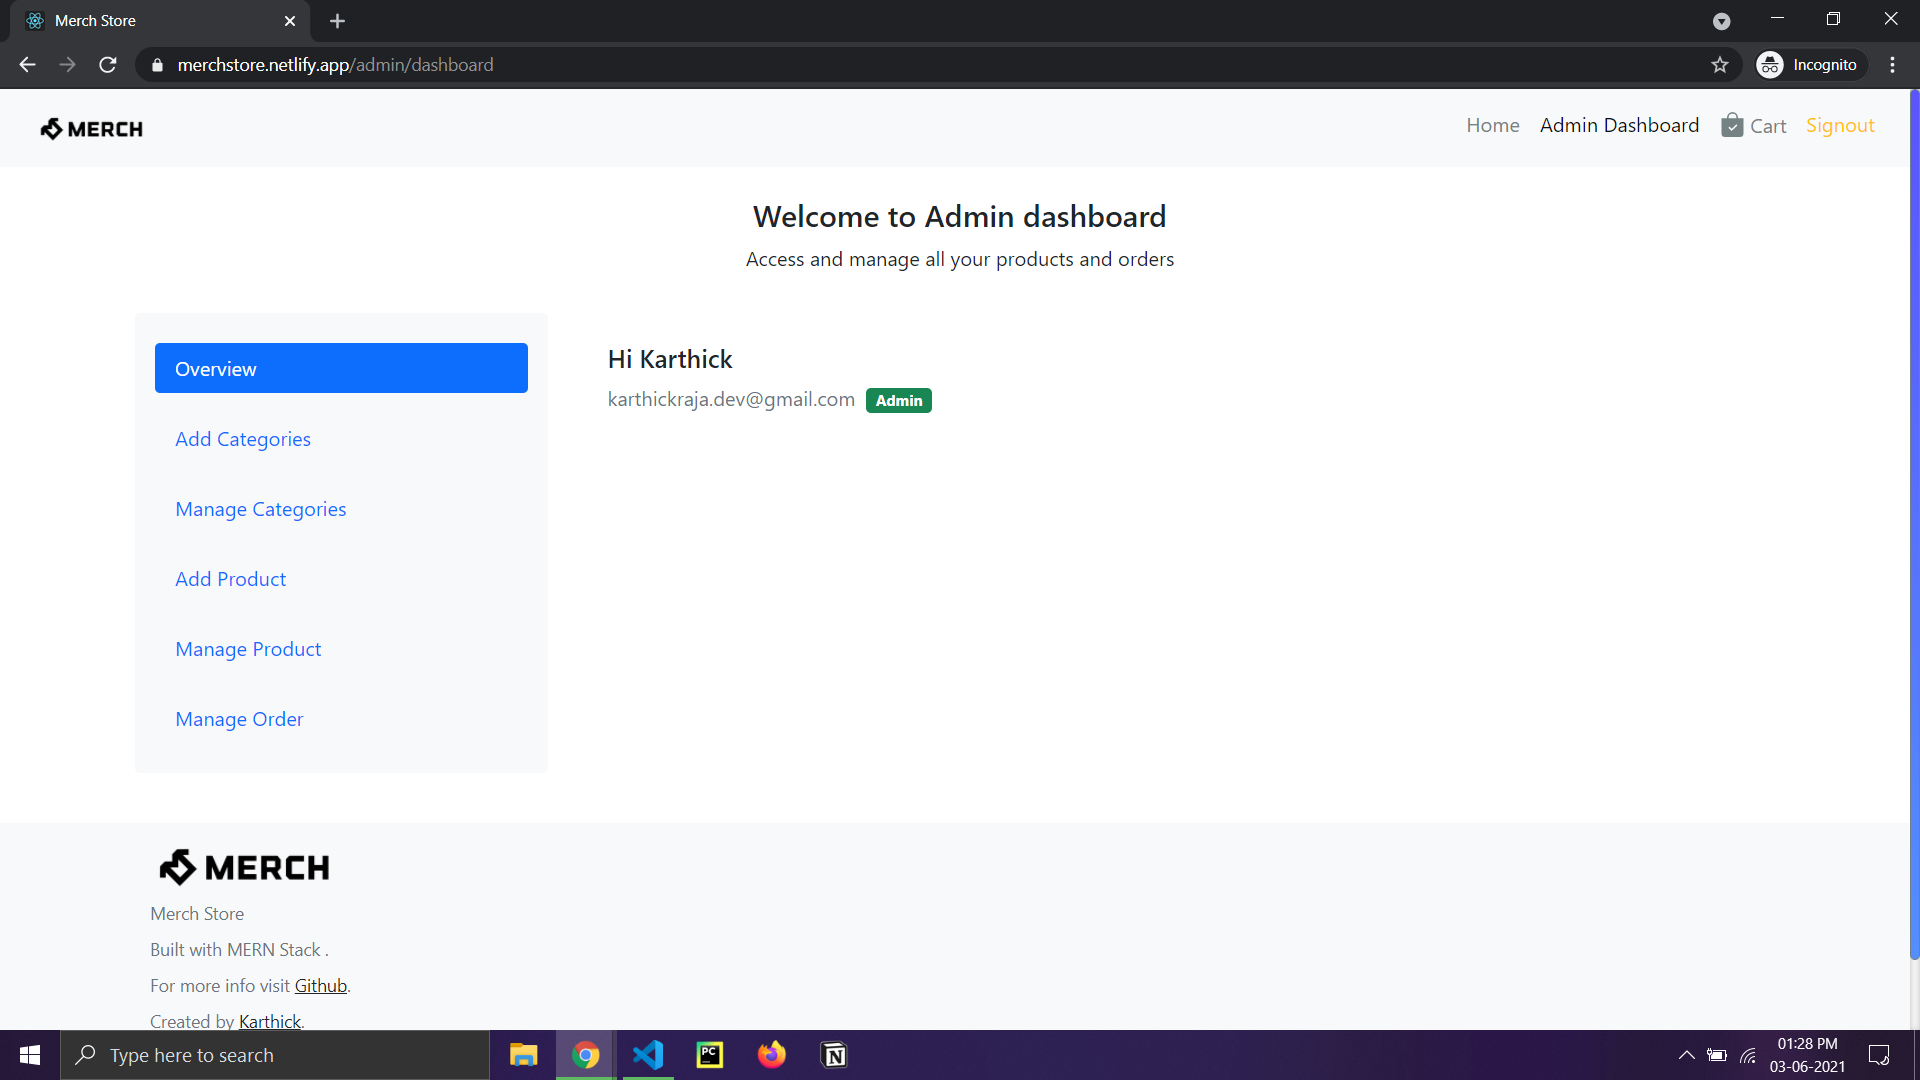 Merch Store
merchstore.netlify.app/admin/dashboard
Incognito
MERCH
Home Admin Dashboard Cart Signout
Welcome to Admin dashboard
Access and manage all your products and orders
Overview
Add Categories
Manage Categories
Add Product
Manage Product
Manage Order
Hi Karthick
karthickraja.dev@gmail.com Admin
MERCH
Merch Store
Built with MERN Stack .
For more info visit Github.
Created by Karthick.
Type here to search
PC
N
01:28 PM
03-06-2021